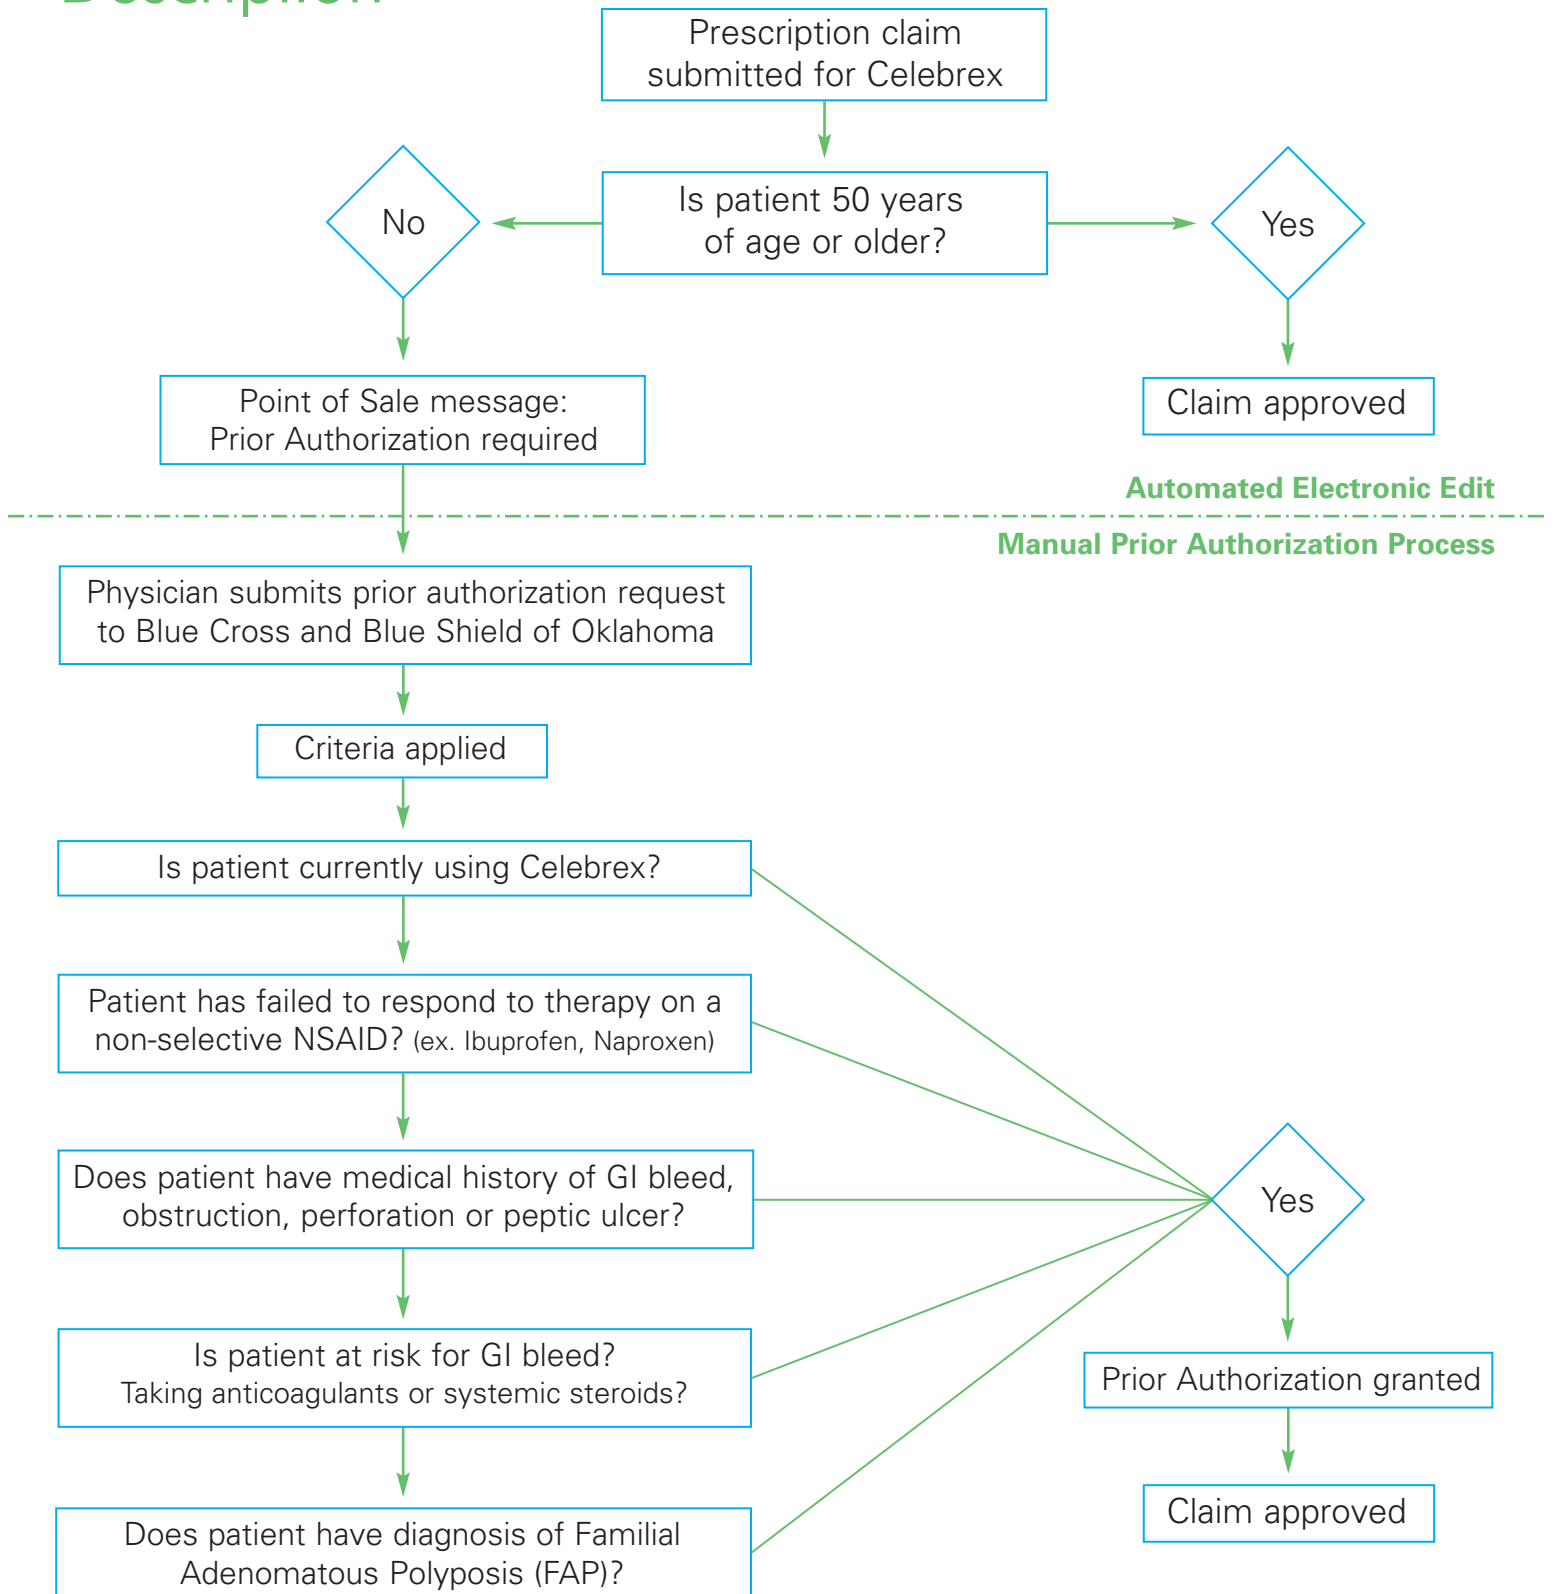 Description
Prescription claim
submitted for Celebrex
No
Is patient 50 years
of age or older?
Yes
Point of Sale message:
Prior Authorization required
Claim approved
Automated Electronic Edit
Manual Prior Authorization Process
Physician submits prior authorization request
to Blue Cross and Blue Shield of Oklahoma
Criteria applied
Is patient currently using Celebrex?
Patient has failed to respond to therapy on a
non-selective NSAID? (ex. Ibuprofen, Naproxen)
Does patient have medical history of GI bleed,
obstruction, perforation or peptic ulcer?
Yes
Is patient at risk for GI bleed?
Taking anticoagulants or systemic steroids?
Prior Authorization granted
Claim approved
Does patient have diagnosis of Familial
Adenomatous Polyposis (FAP)?